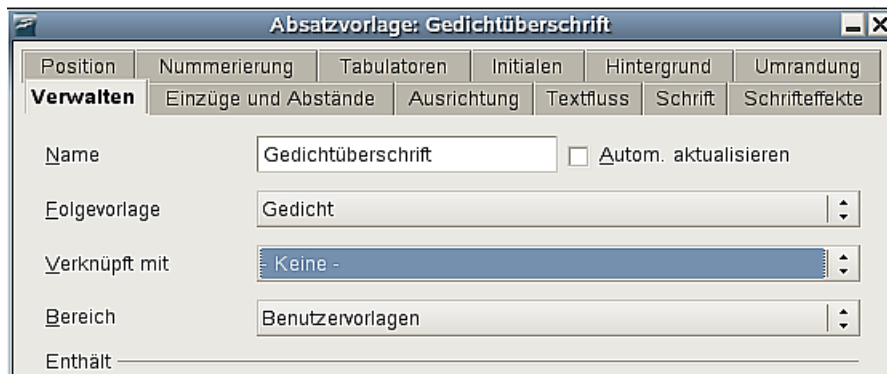 Absatzvorlage: Gedichtüberschrift
Position Nummerierung Tabulatoren Initialen Hintergrund Umrandung
Verwalten Einzüge und Abstände Ausrichtung Textfluss Schrift Schrifteffekte
Name Gedichtüberschrift Autom. aktualisieren
Folgevorlage Gedicht
Verknüpft mit - Keine -
Bereich Benutzervorlagen
Enthält